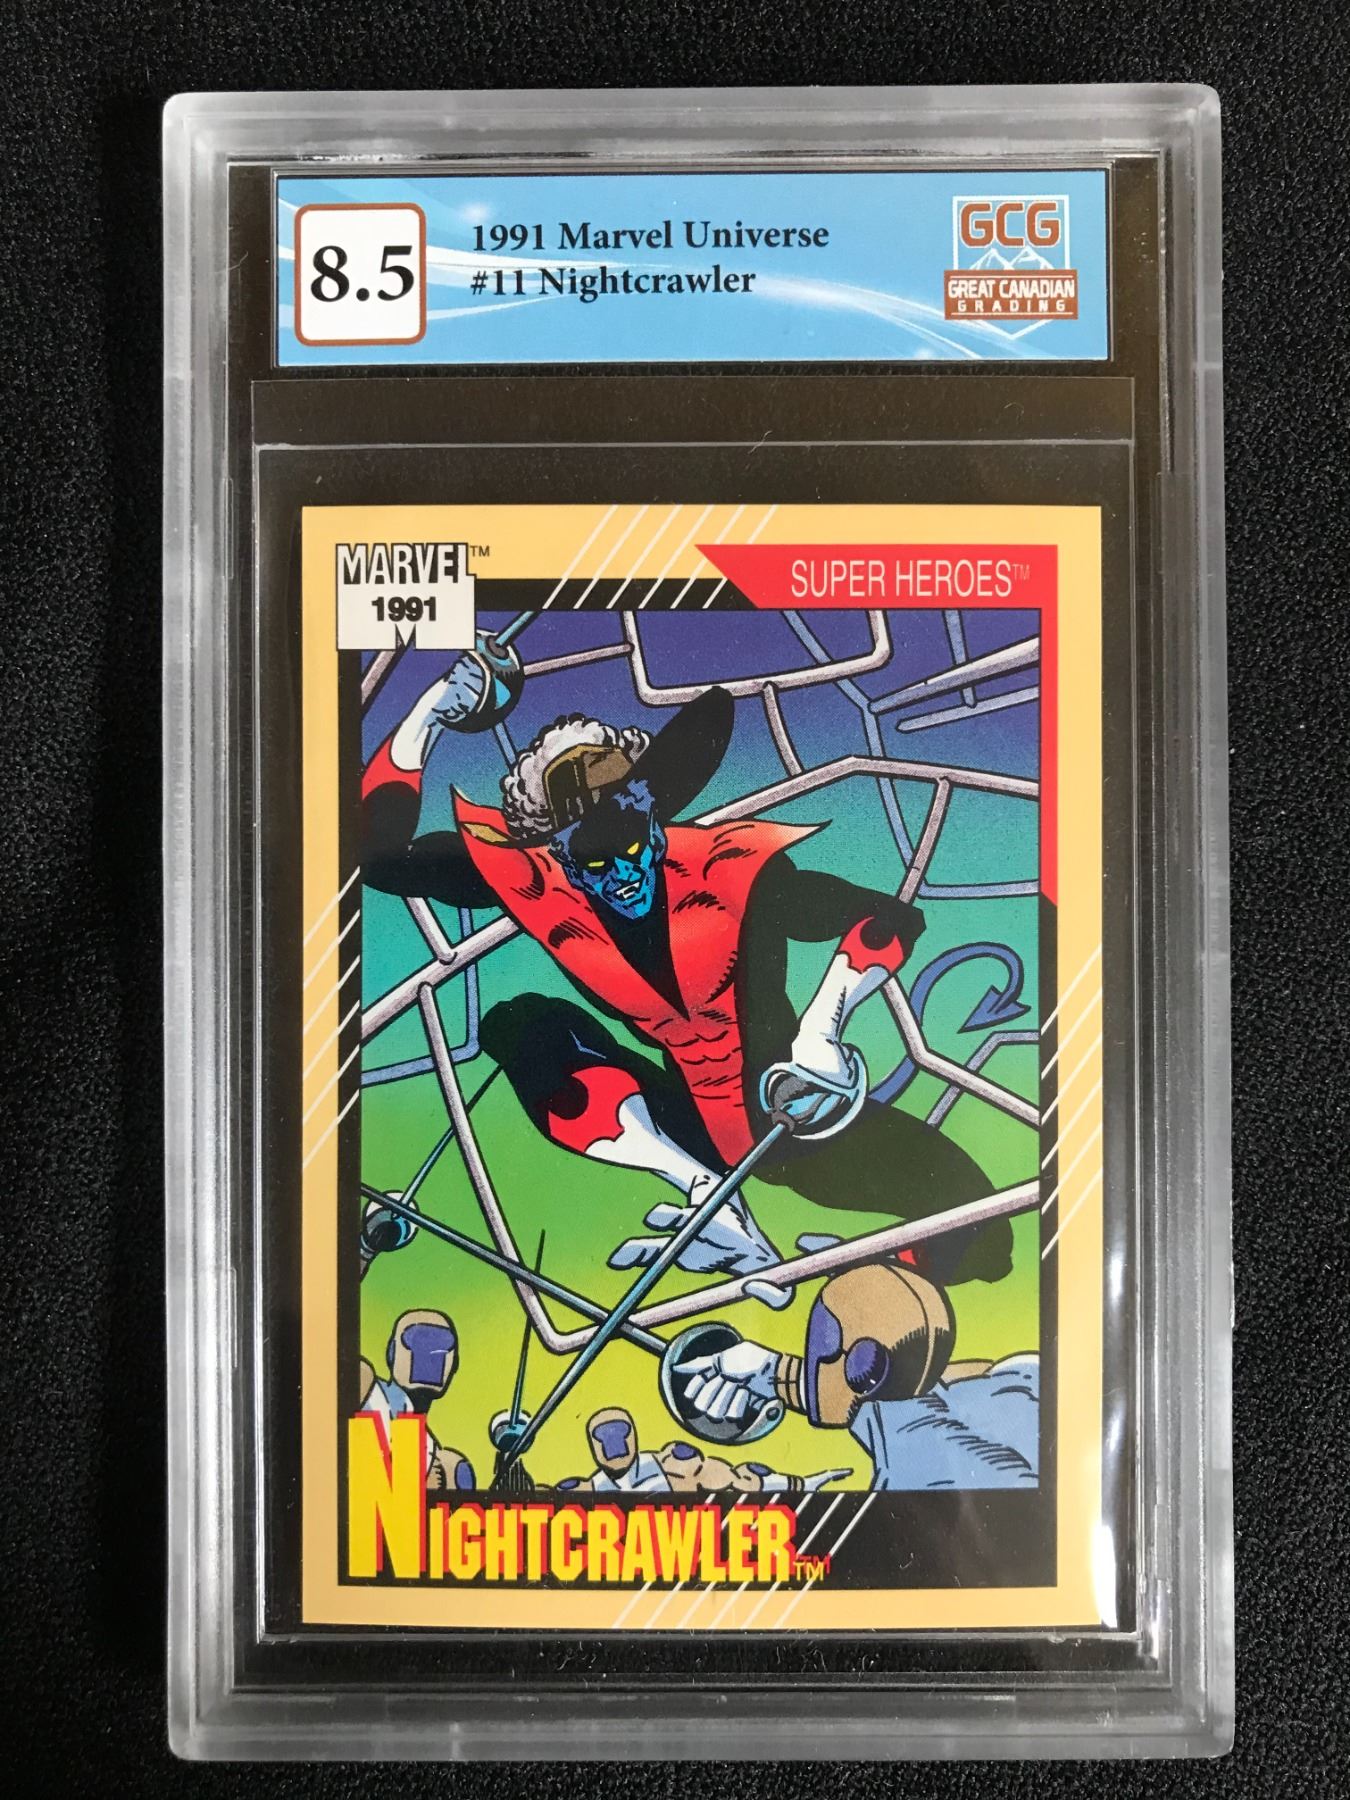 8.5
1991 Marvel Universe
#11 Nightcrawler
GCG
GREAT CANADIAN
GRADING
MARVEL™
1991
SUPER HEROES™
NIGHTCRAWLER™